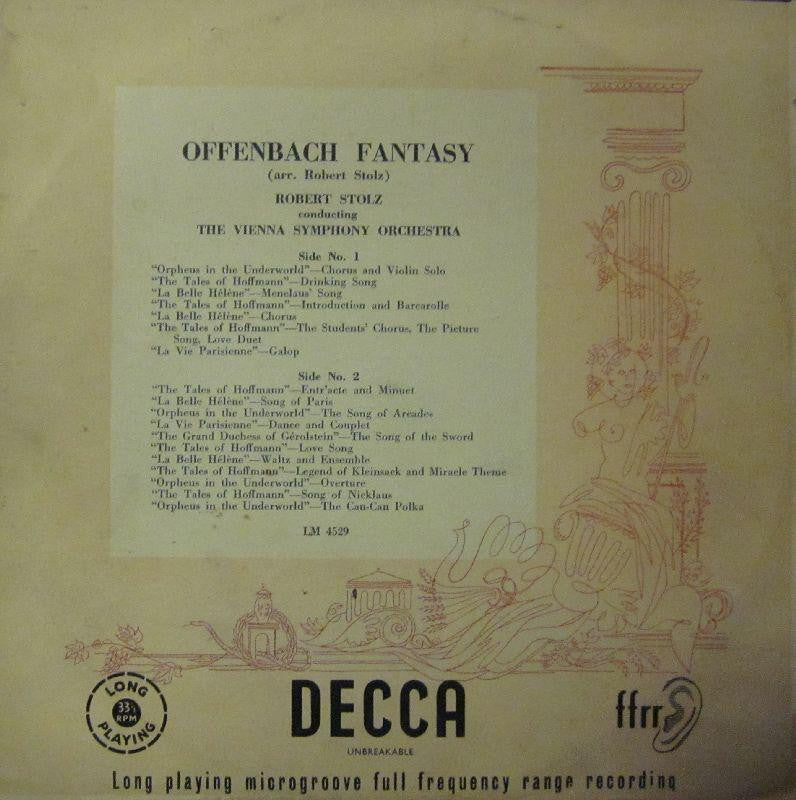 OFFENBACH FANTASY
(arr. Robert Stolz)
ROBERT STOLZ
conducting
THE VIENNA SYMPHONY ORCHESTRA
Side No. 1
"Orpheus in the Underworld"—Chorus and Violin Solo
"The Tales of Hoffmann"—Drinking Song
"La Belle Hélène"—Menelaus' Song
"The Tales of Hoffmann"—Introduction and Barcarolle
"La Belle Hélène"—Chorus
"The Tales of Hoffmann"—The Students' Chorus, The Picture
Song, Love Duet
"La Vie Parisienne"—Galop
Side No. 2
"The Tales of Hoffmann"—Entr'acte and Minuet
"La Belle Hélène"—Song of Paris
"Orpheus in the Underworld"—The Song of Arcades
"La Vie Parisienne"—Dance and Couplet
"The Grand Duchess of Gérolstein"—The Song of the Sword
"The Tales of Hoffmann"—Love Song
"La Belle Hélène"—Waltz and Ensemble
"The Tales of Hoffmann"—Legend of Kleinsack and Miracle Theme
"Orpheus in the Underworld"—Overture
"The Tales of Hoffmann"—Song of Nicklaus
"Orpheus in the Underworld"—The Can-Can Polka
LM 4529
LONG
33⅓
RPM
PLAYING
DECCA
UNBREAKABLE
ffrr
Long playing microgroove full frequency range recording